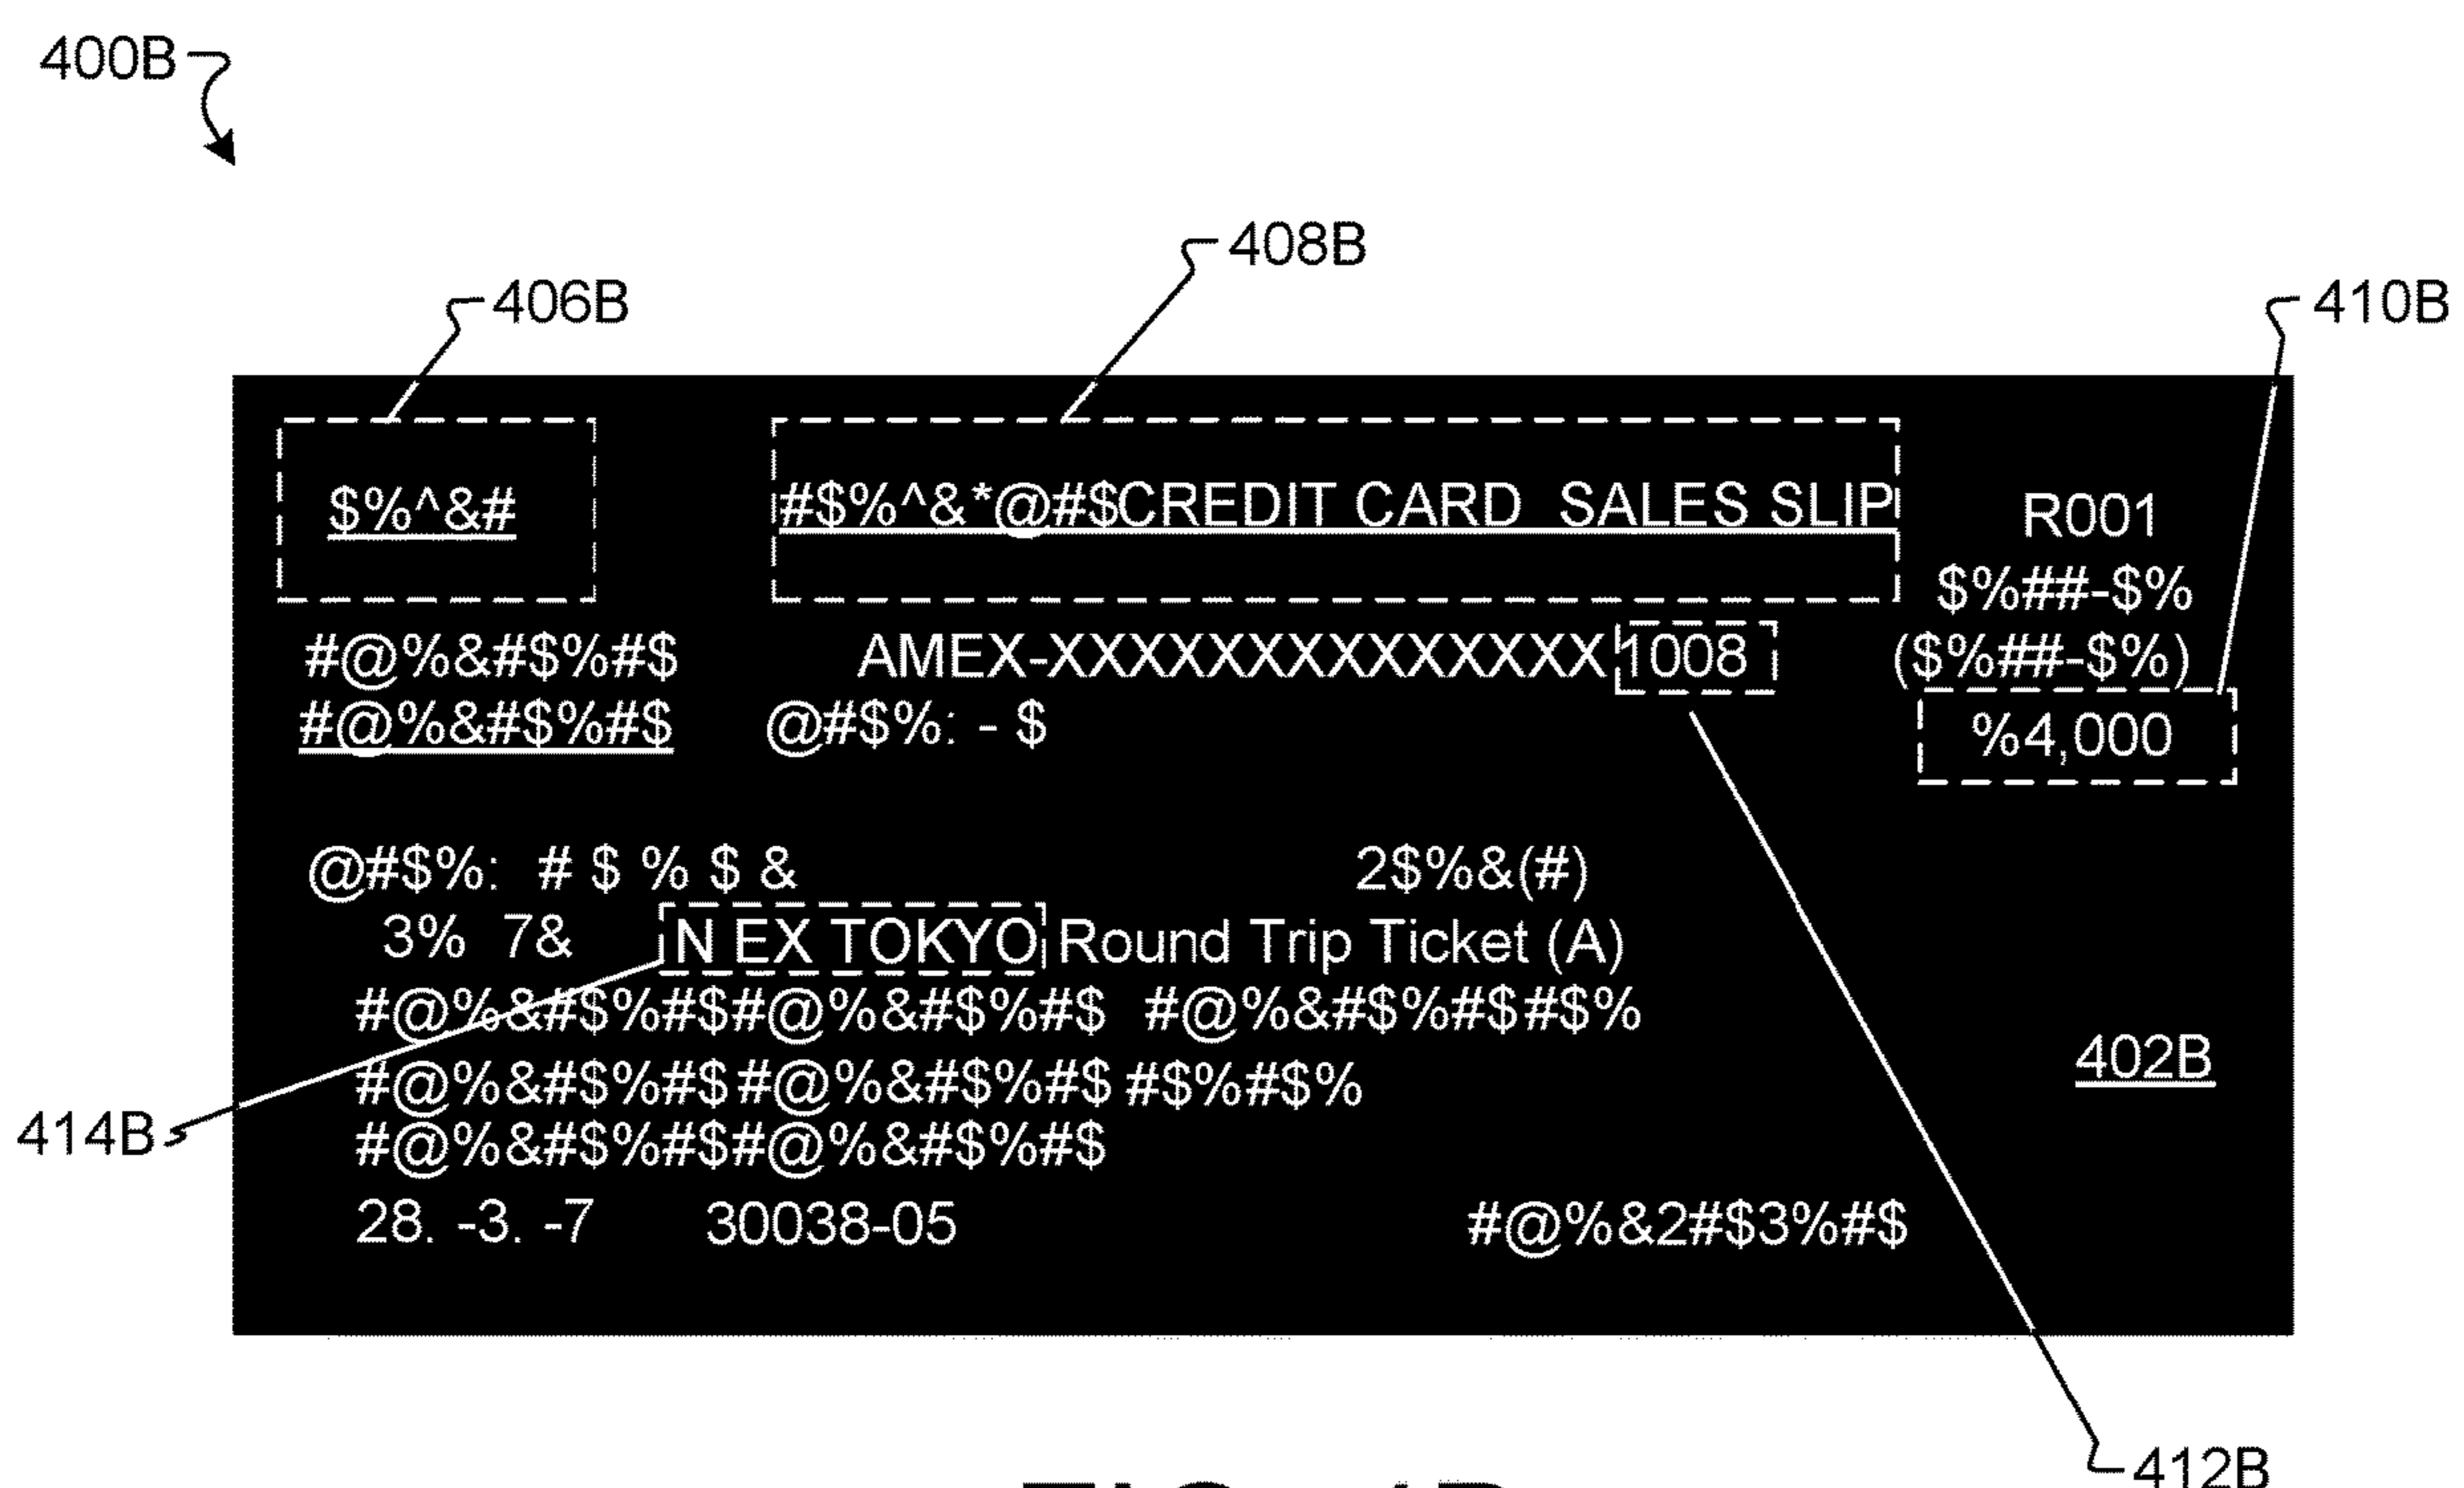 400B
408B
406B
410B
$%^&#
#$%^&*@#$CREDIT CARD SALES SLIP
R001
$%##-$%
#@%&#$%#$
AMEX-XXXXXXXXXXXXXX1008
($%##-$%)
#@%&#$%#$
@#$%: - $
%4,000
@#$%: # $ % $ &
2$%&(#)
3% 7&
N EX TOKYO Round Trip Ticket (A)
#@%&#$%#$#@%&#$%#$ #@%&#$%#$#$%
402B
#@%&#$%#$#@%&#$%#$ #$%#$%
414B
#@%&#$%#$#@%&#$%#$
28. -3. -7
30038-05
#@%&2#$3%#$
412B